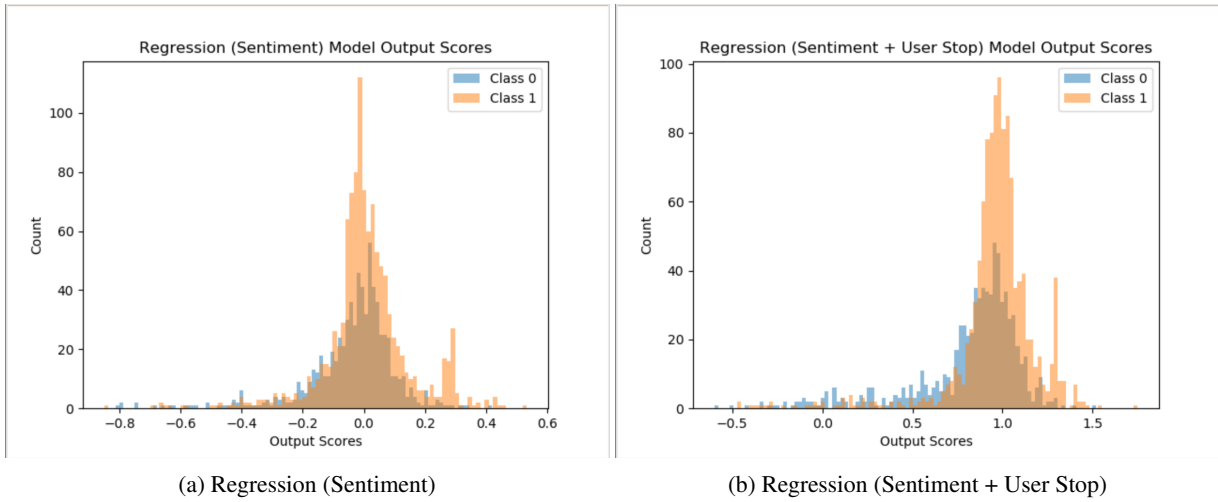 Regression (Sentiment) Model Output Scores
Class 0
Class 1
100
80
60
40
20
0
Count
−0.8 −0.6 −0.4 −0.2 0.0 0.2 0.4 0.6
Output Scores
(a) Regression (Sentiment)
Regression (Sentiment + User Stop) Model Output Scores
Class 0
Class 1
100
80
60
40
20
0
Count
−0.5 0.0 0.5 1.0 1.5
Output Scores
(b) Regression (Sentiment + User Stop)